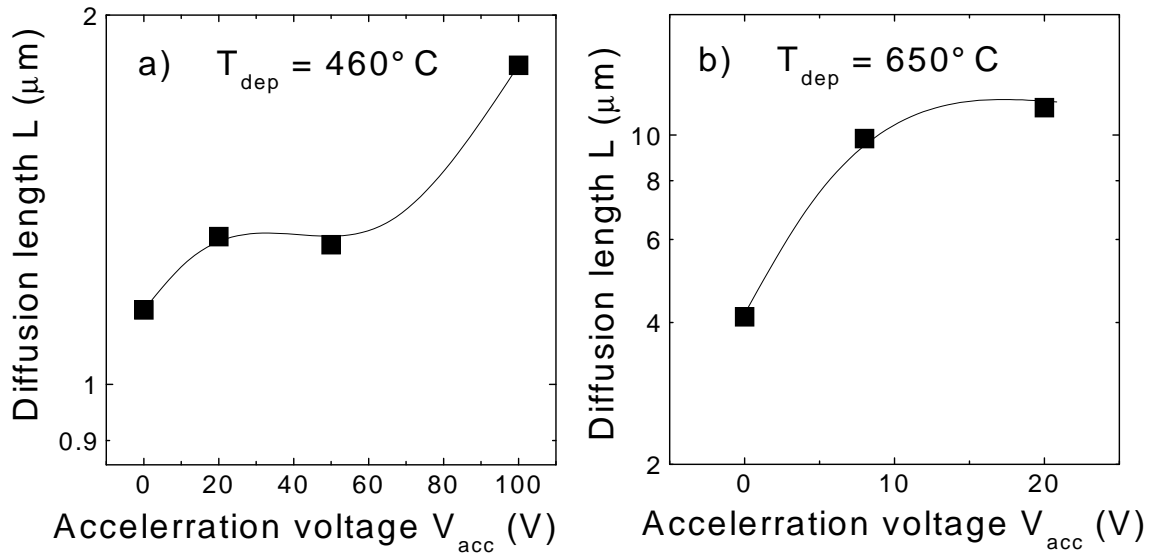 Diffusion length L (μm)
2
1
0.9
a) T_dep = 460° C
0 20 40 60 80 100
Accelerration voltage V_acc (V)
Diffusion length L (μm)
10
8
6
4
2
b) T_dep = 650° C
0 10 20
Accelerration voltage V_acc (V)